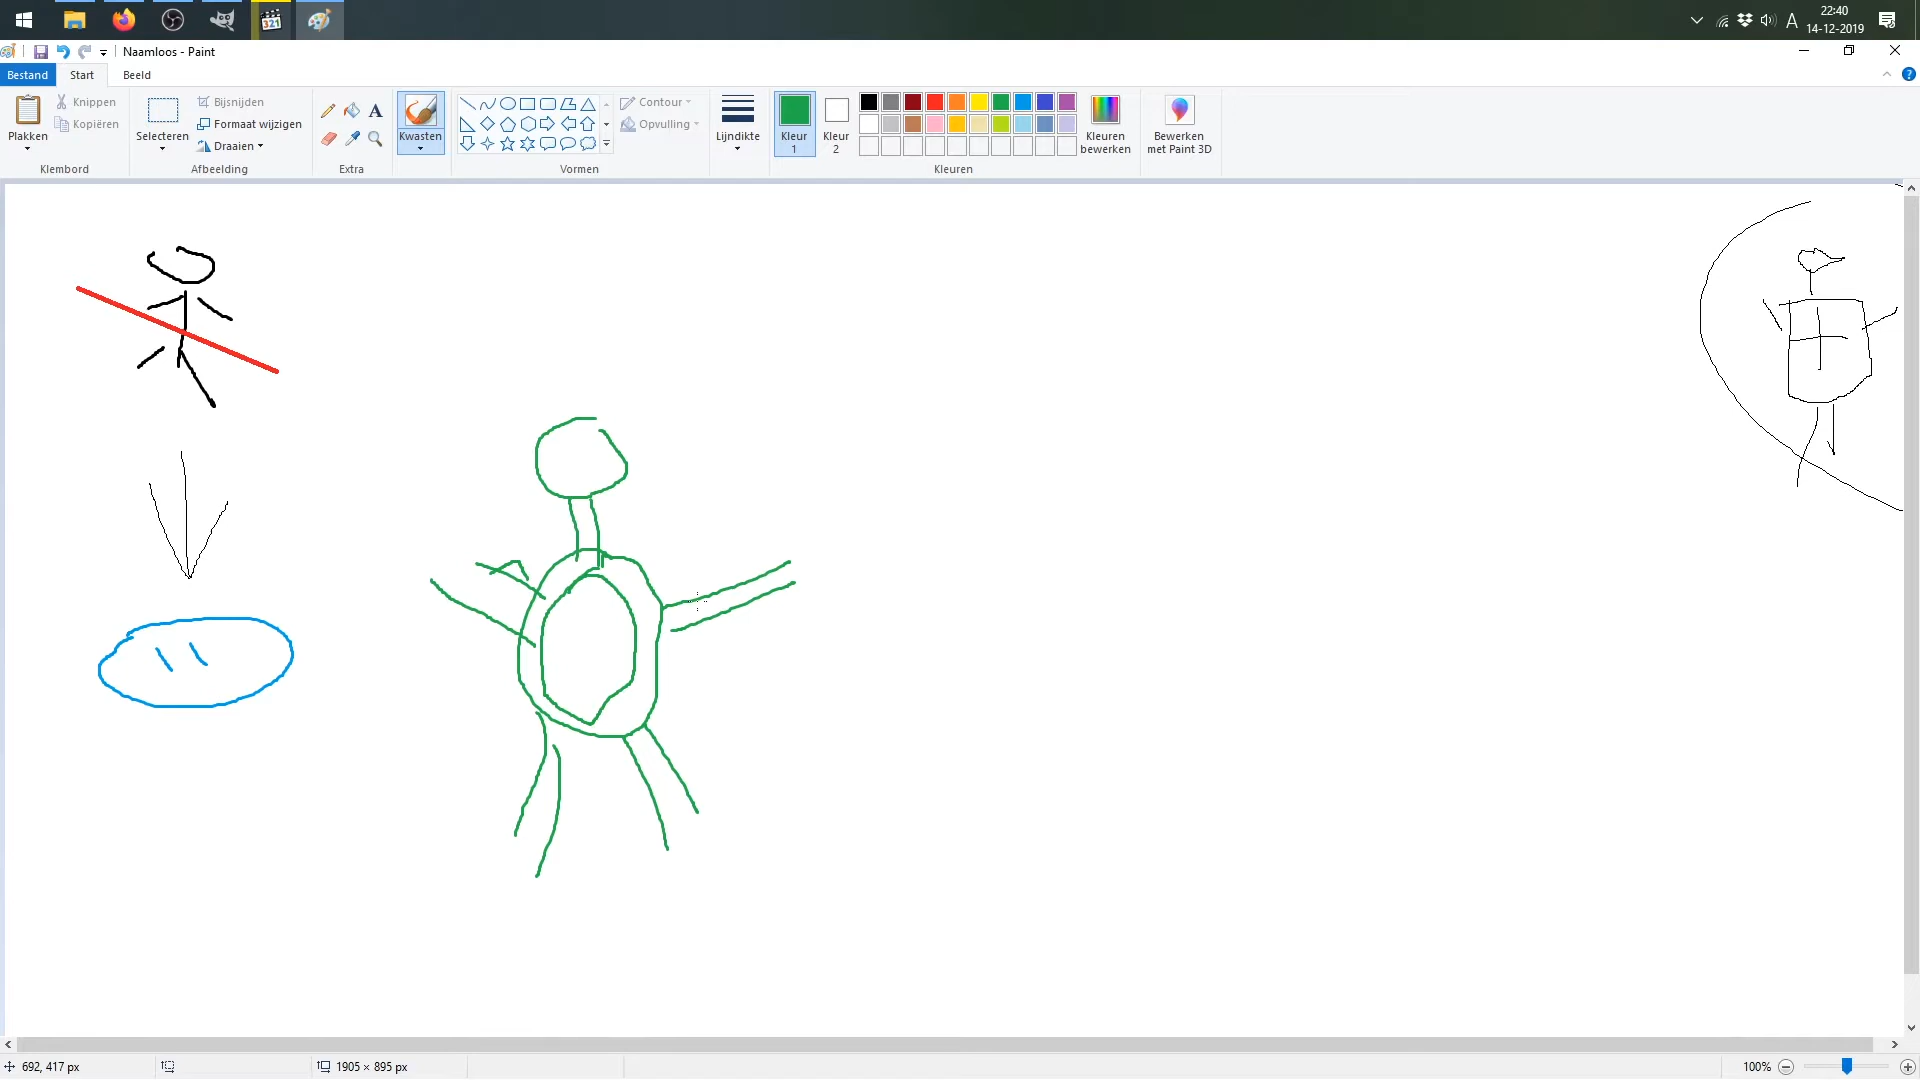 22:40
321
A
14-12-2019
Naamloos - Paint
Bestand
Start
Beeld
Plakken
Knippen
Kopiëren
Selecteren
Bijsnijden
Formaat wijzigen
Draaien
A
Kwasten
Contour
Opvulling
Lijndikte
Kleur
1
Kleur
2
Kleuren
bewerken
Bewerken
met Paint 3D
Klembord
Afbeelding
Extra
Vormen
Kleuren
692, 417 px
1905 × 895 px
100%